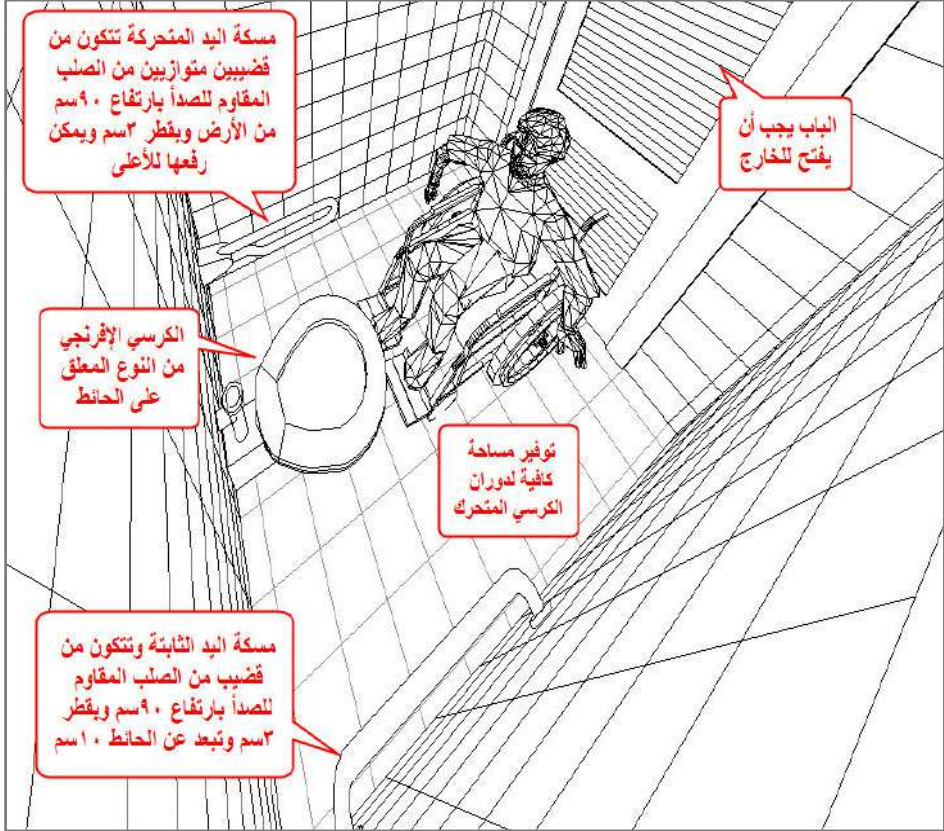 مسكة اليد المتحركة تتكون من
قضيبين متوازيين من الصلب
المقاوم للصدأ بارتفاع ٩٠سم
من الأرض وبقطر ٣سم ويمكن
رفعها للأعلى
الباب يجب أن
يفتح للخارج
الكرسي الإفرنجي
من النوع المعلق
على الحائط
توفير مساحة
كافية لدوران
الكرسي المتحرك
مسكة اليد الثابتة وتتكون من
قضيب من الصلب المقاوم
للصدأ بارتفاع ٩٠سم وبقطر
٣سم وتبعد عن الحائط ١٠سم